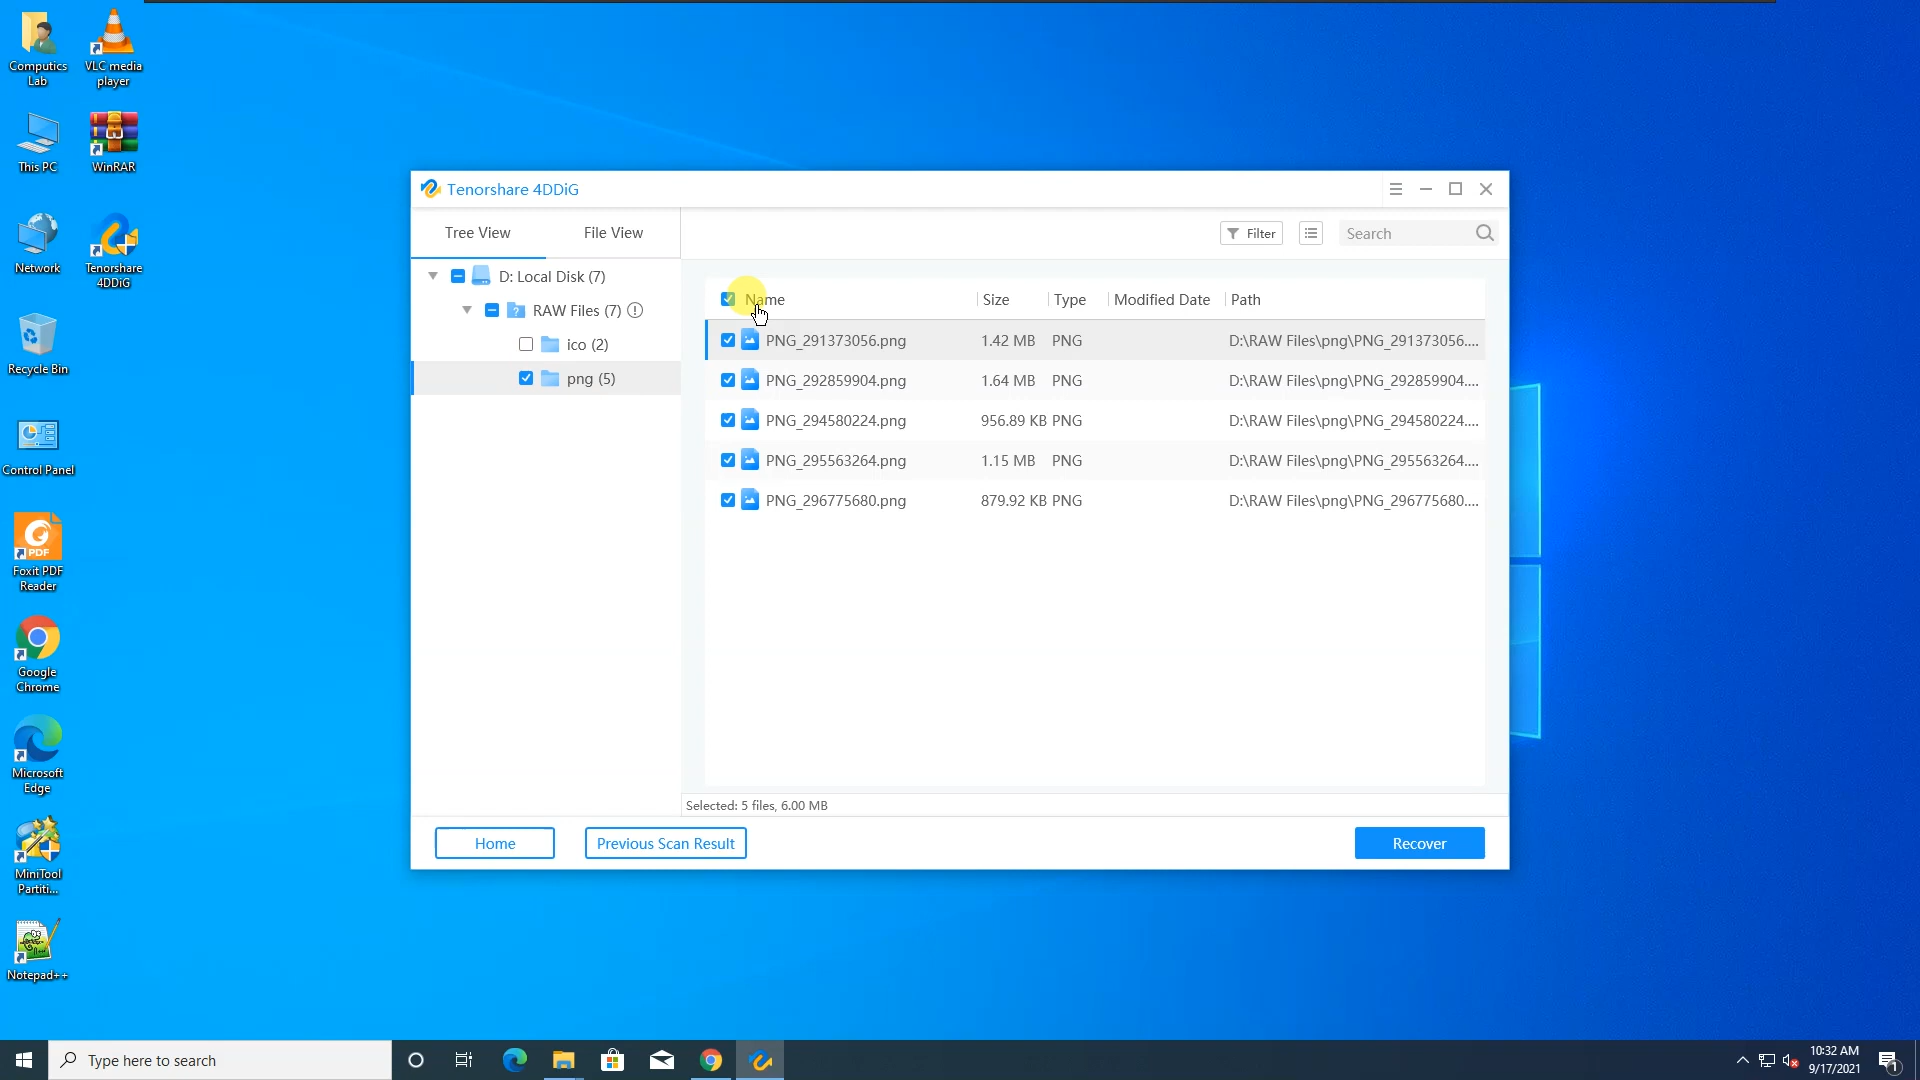 Computics
Lab
VLC media
player
This PC
WinRAR
Network
Tenorshare
4DDiG
Recycle Bin
Control Panel
PDF
Foxit PDF
Reader
Google
Chrome
Microsoft
Edge
MiniTool
Partiti...
Notepad++
Tenorshare 4DDiG
Tree View
File View
Filter
Search
D: Local Disk (7)
RAW Files (7)
ico (2)
png (5)
Name Size Type Modified Date Path
PNG_291373056.png 1.42 MB PNG D:\RAW Files\png\PNG_291373056....
PNG_292859904.png 1.64 MB PNG D:\RAW Files\png\PNG_292859904....
PNG_294580224.png 956.89 KB PNG D:\RAW Files\png\PNG_294580224....
PNG_295563264.png 1.15 MB PNG D:\RAW Files\png\PNG_295563264....
PNG_296775680.png 879.92 KB PNG D:\RAW Files\png\PNG_296775680....
Selected: 5 files, 6.00 MB
Home
Previous Scan Result
Recover
Type here to search
10:32 AM
9/17/2021
1